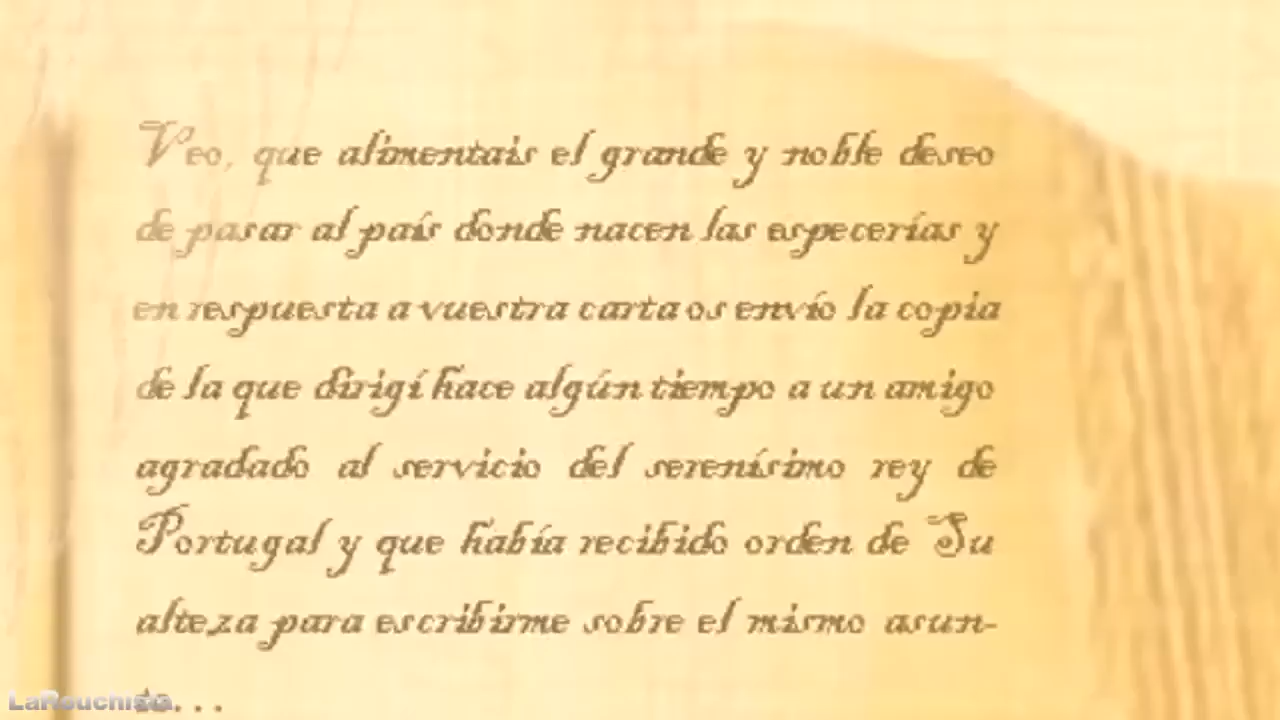 Veo, que alimentais el grande y noble deseo
de pasar al país donde nacen las especerías y
en respuesta a vuestra carta os envío la copia
de la que dirigí hace algún tiempo a un amigo
agradado al servicio del serenísimo rey de
Portugal y que había recibido orden de Su
alteza para escribirme sobre el mismo asun-
to...